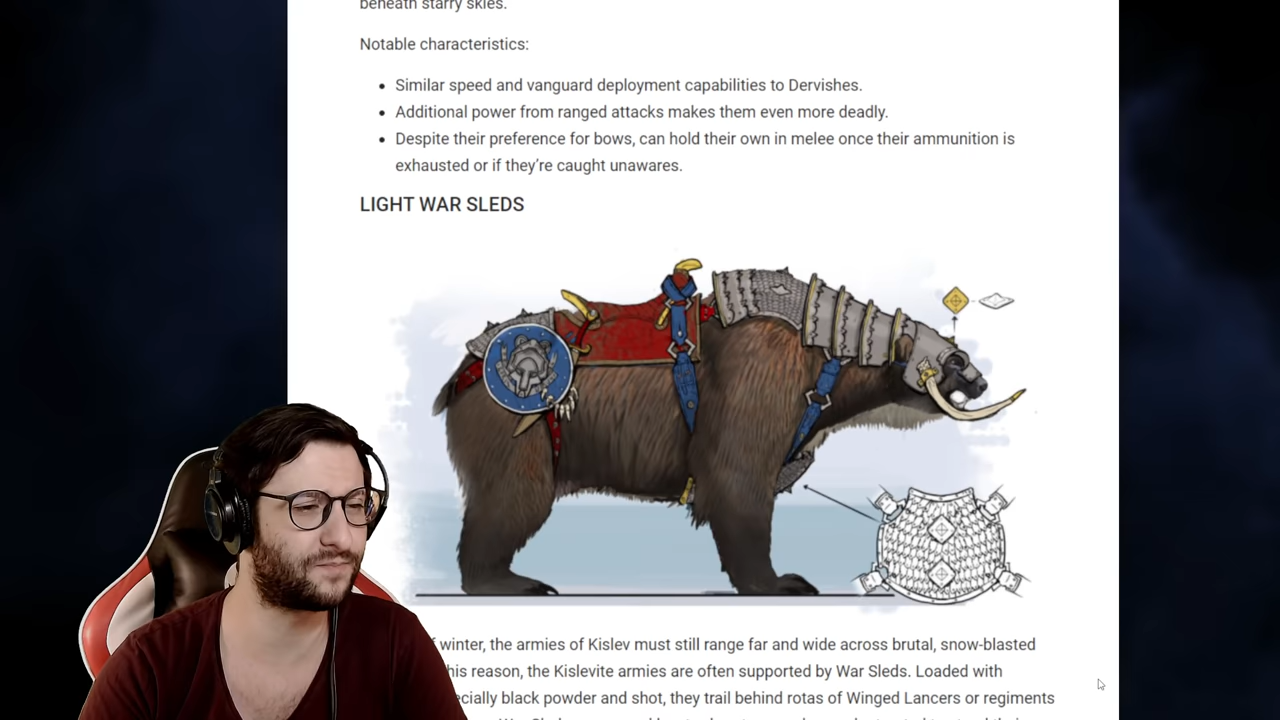 beneath starry skies.
Notable characteristics:
Similar speed and vanguard deployment capabilities to Dervishes.
Additional power from ranged attacks makes them even more deadly.
Despite their preference for bows, can hold their own in melee once their ammunition is
exhausted or if they’re caught unawares.
LIGHT WAR SLEDS
winter, the armies of Kislev must still range far and wide across brutal, snow-blasted
his reason, the Kislevite armies are often supported by War Sleds. Loaded with
ecially black powder and shot, they trail behind rotas of Winged Lancers or regiments